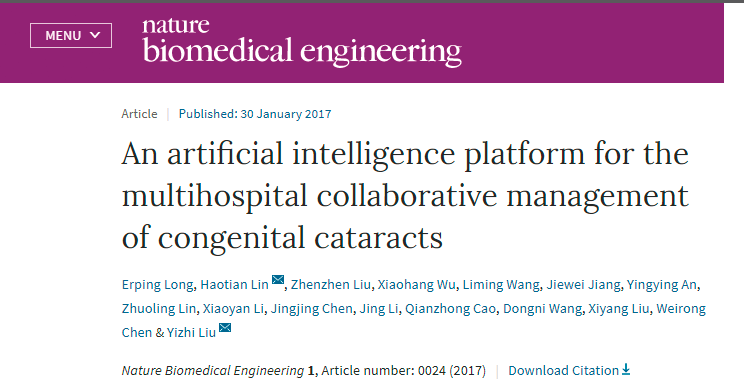 MENU
nature
biomedical engineering
Article | Published: 30 January 2017
An artificial intelligence platform for the
multihospital collaborative management
of congenital cataracts
Erping Long, Haotian Lin, Zhenzhen Liu, Xiaohang Wu, Liming Wang, Jiewei Jiang, Yingying An,
Zhuoling Lin, Xiaoyan Li, Jingjing Chen, Jing Li, Qianzhong Cao, Dongni Wang, Xiyang Liu, Weirong
Chen & Yizhi Liu
Nature Biomedical Engineering 1, Article number: 0024 (2017) | Download Citation